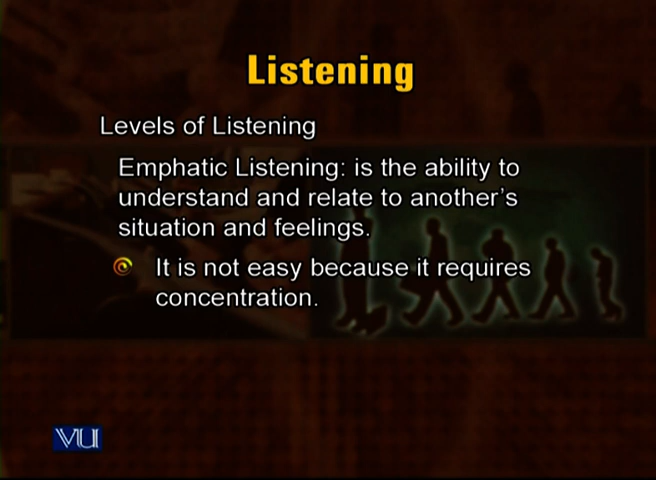 Listening
Levels of Listening
Emphatic Listening: is the ability to
understand and relate to another's
situation and feelings.
It is not easy because it requires
concentration.
VU